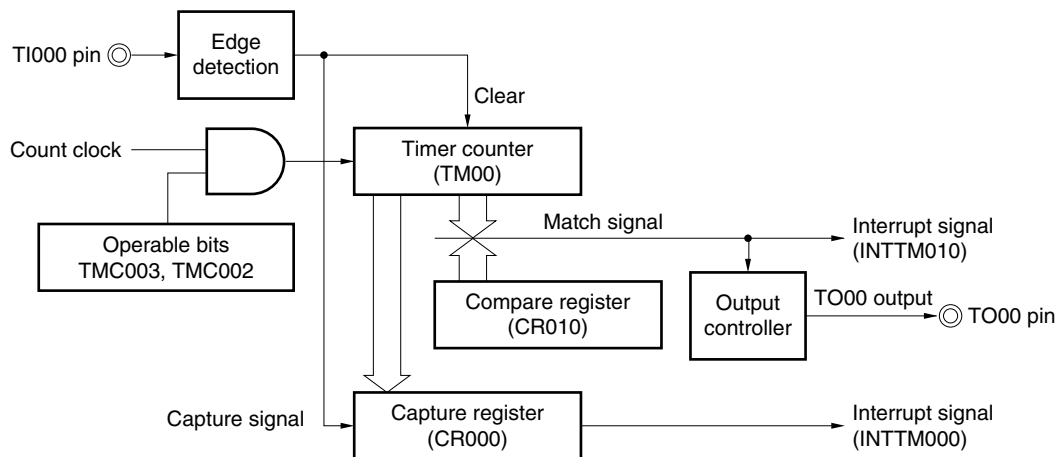 TI000 pin
Edge
detection
Clear
Count clock
Timer counter
(TM00)
Operable bits
TMC003, TMC002
Match signal
Interrupt signal
(INTTM010)
Compare register
(CR010)
Output
controller
TO00 output
TO00 pin
Capture signal
Capture register
(CR000)
Interrupt signal
(INTTM000)